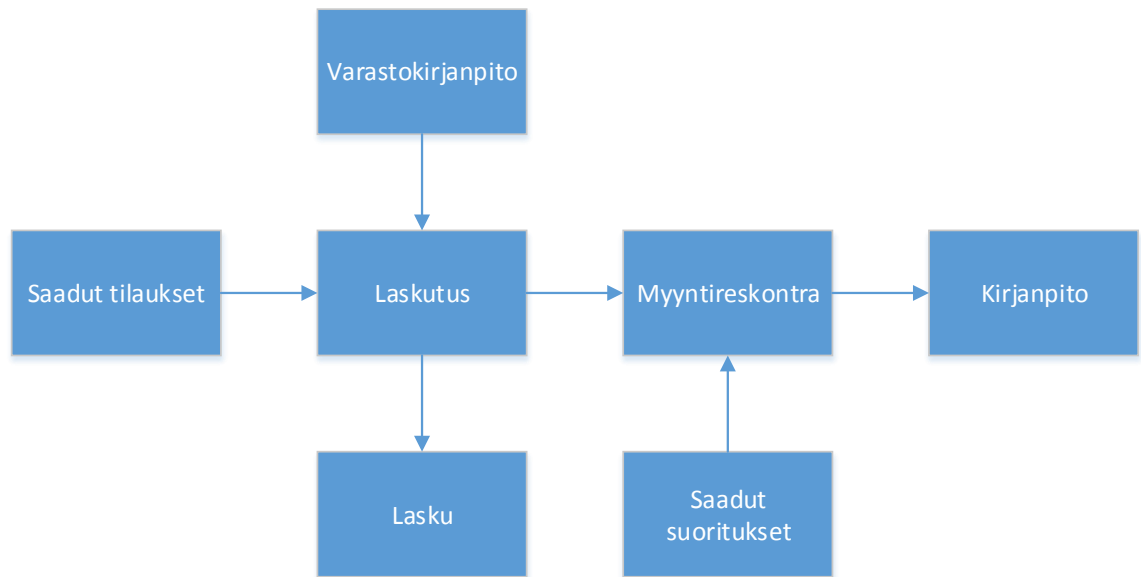 Varastokirjanpito
Saadut tilaukset
Laskutus
Myyntireskontra
Kirjanpito
Lasku
Saadut
suoritukset